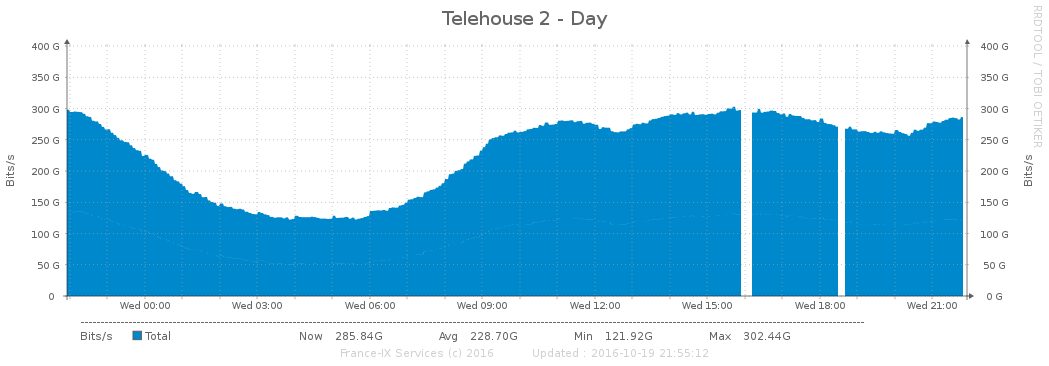 Telehouse 2 - Day
RRDTOOL / TOBI OETIKER
400 G 400 G
350 G 350 G
300 G 300 G
250 G 250 G
200 G 200 G
150 G 150 G
100 G 100 G
50 G 50 G
0 0 G
Bits/s
Bits/s
Wed 00:00 Wed 03:00 Wed 06:00 Wed 09:00 Wed 12:00 Wed 15:00 Wed 18:00 Wed 21:00
Bits/s Total Now 285.84G Avg 228.70G Min 121.92G Max 302.44G
France-IX Services (c) 2016 Updated : 2016-10-19 21:55:12